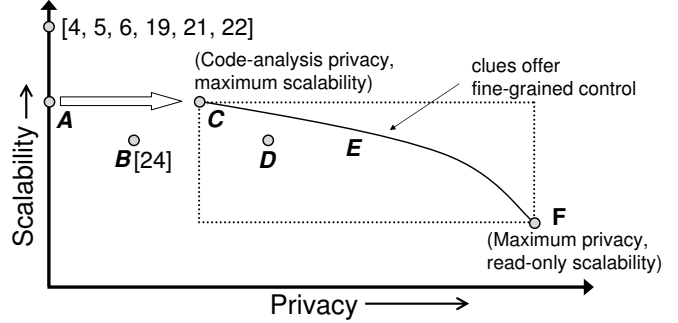 [4, 5, 6, 19, 21, 22]
(Code-analysis privacy,
maximum scalability)
clues offer
fine-grained control
A
C
B [24]
D
E
F
(Maximum privacy,
read-only scalability)
Scalability
Privacy